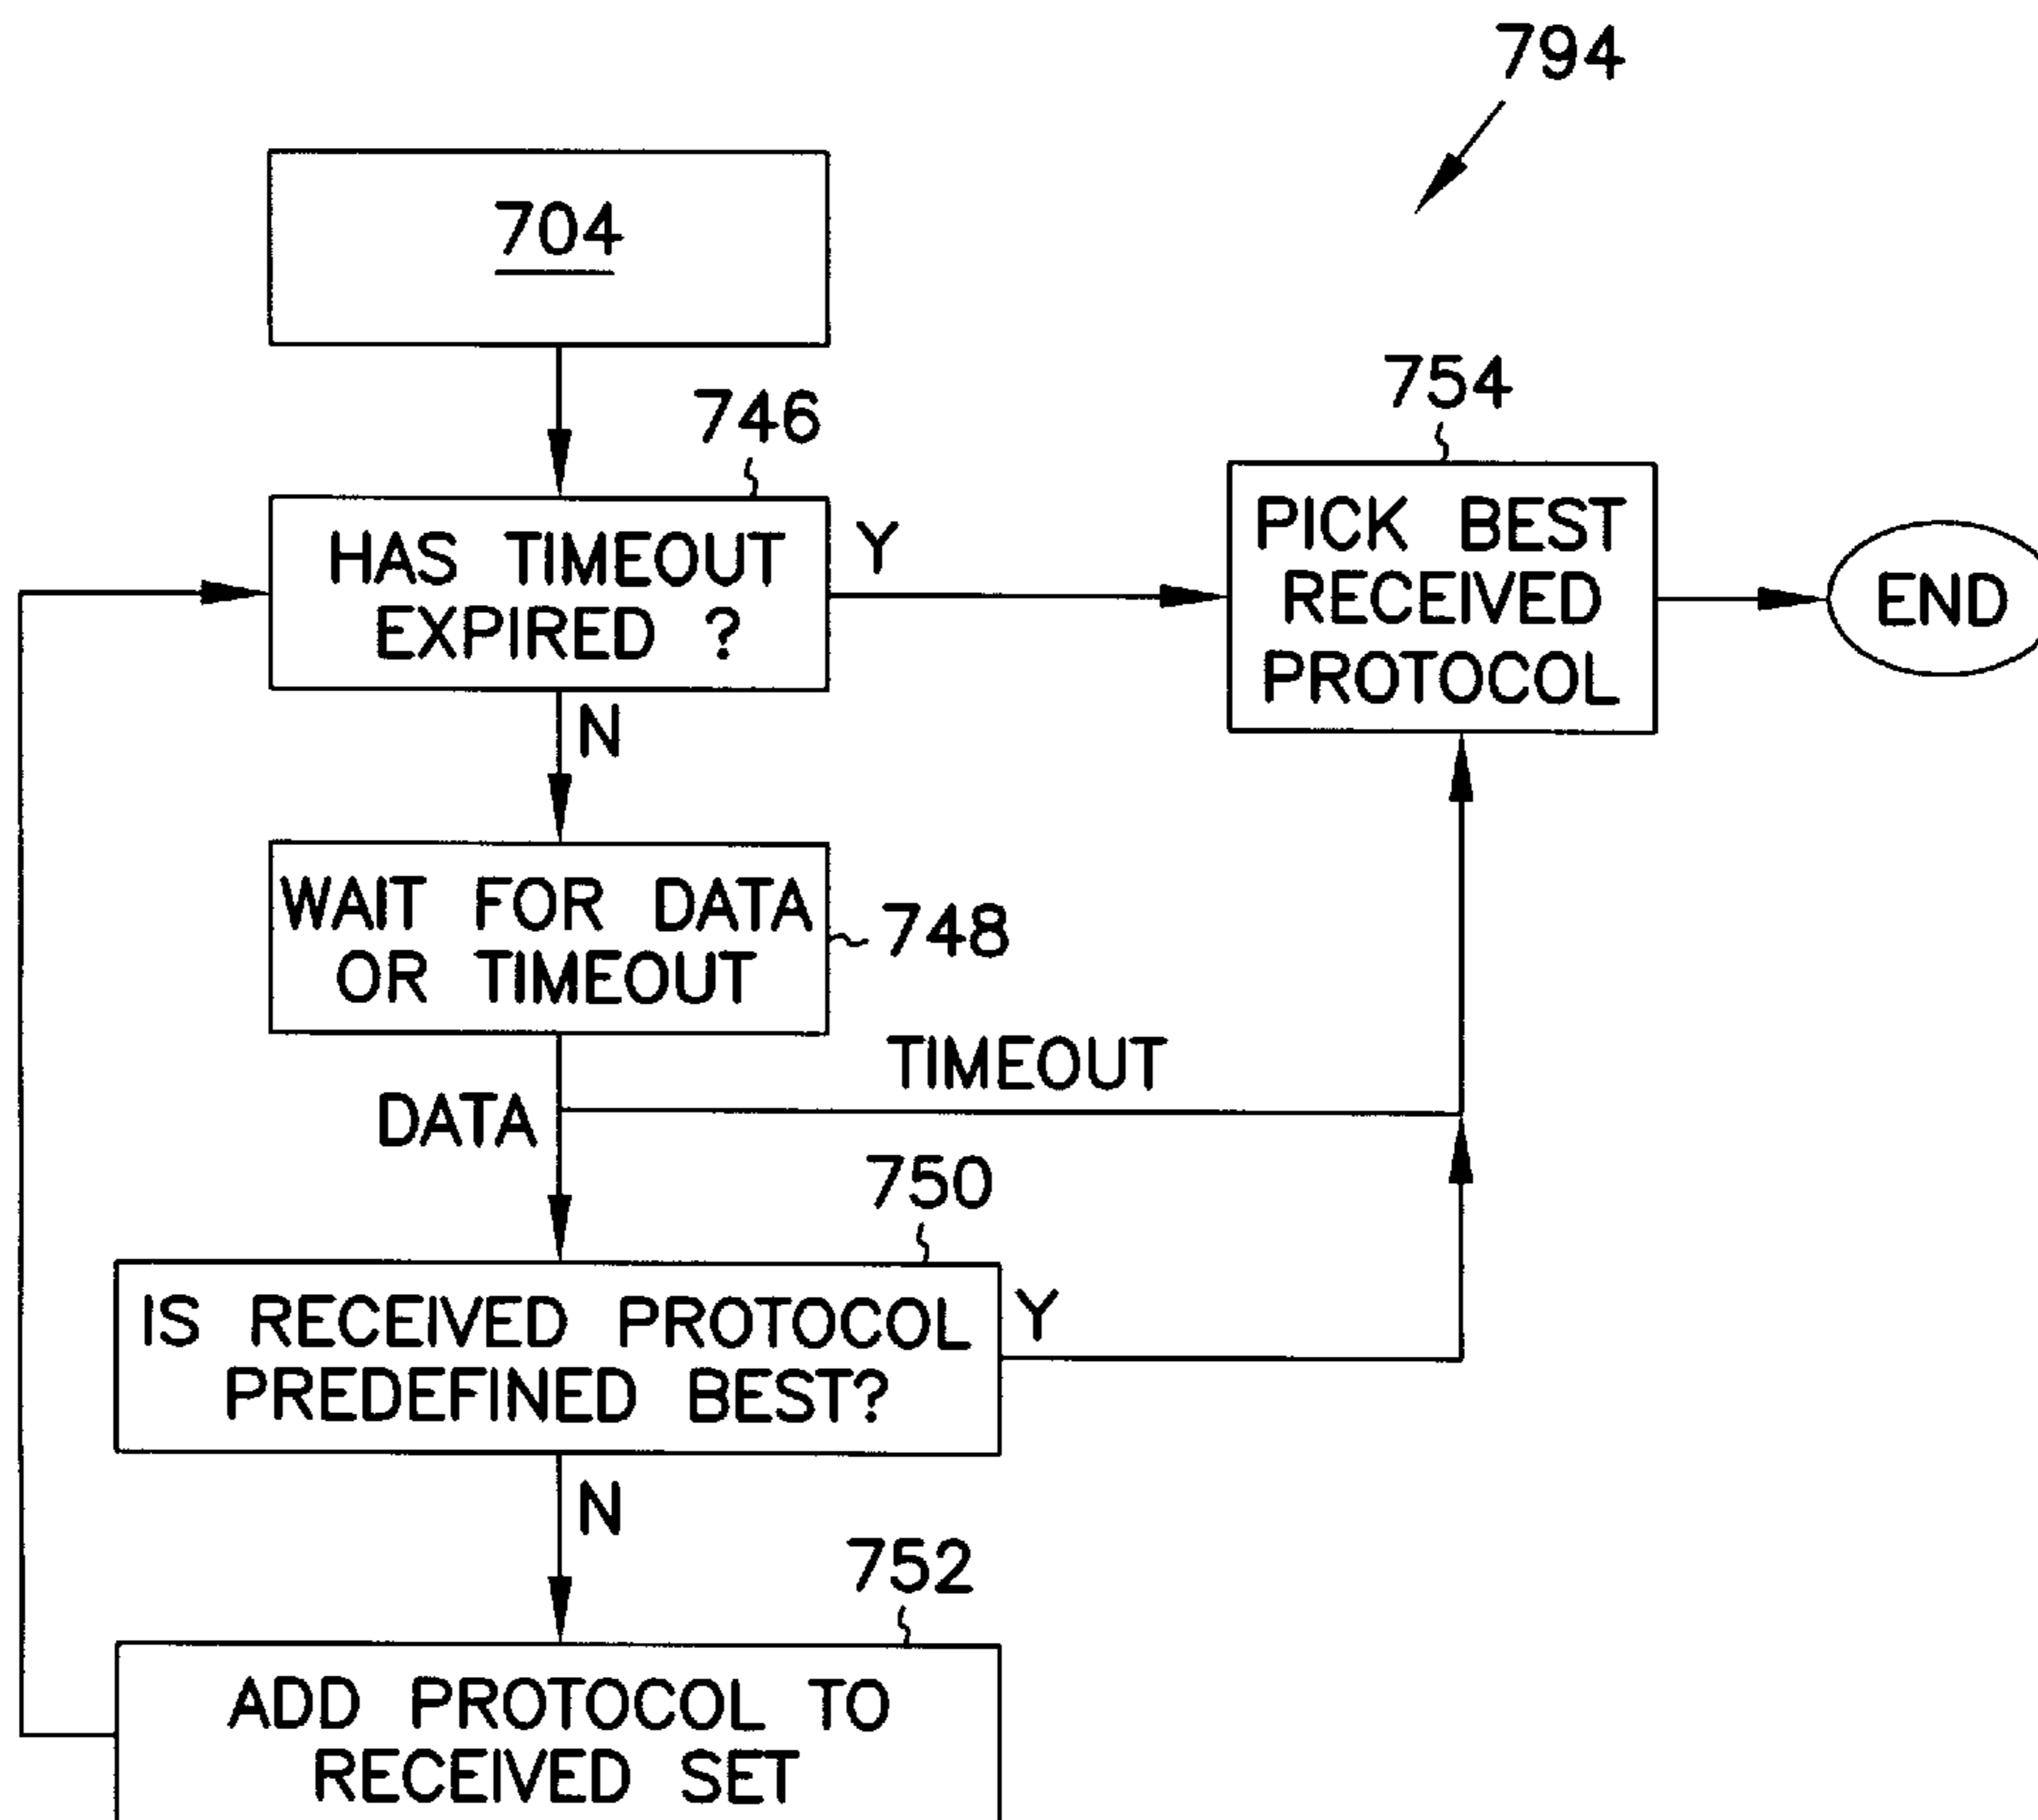 794
704
746
HAS TIMEOUT
EXPIRED ?
Y
754
PICK BEST
RECEIVED
PROTOCOL
END
N
WAIT FOR DATA
OR TIMEOUT
748
TIMEOUT
DATA
750
IS RECEIVED PROTOCOL
PREDEFINED BEST?
Y
N
752
ADD PROTOCOL TO
RECEIVED SET